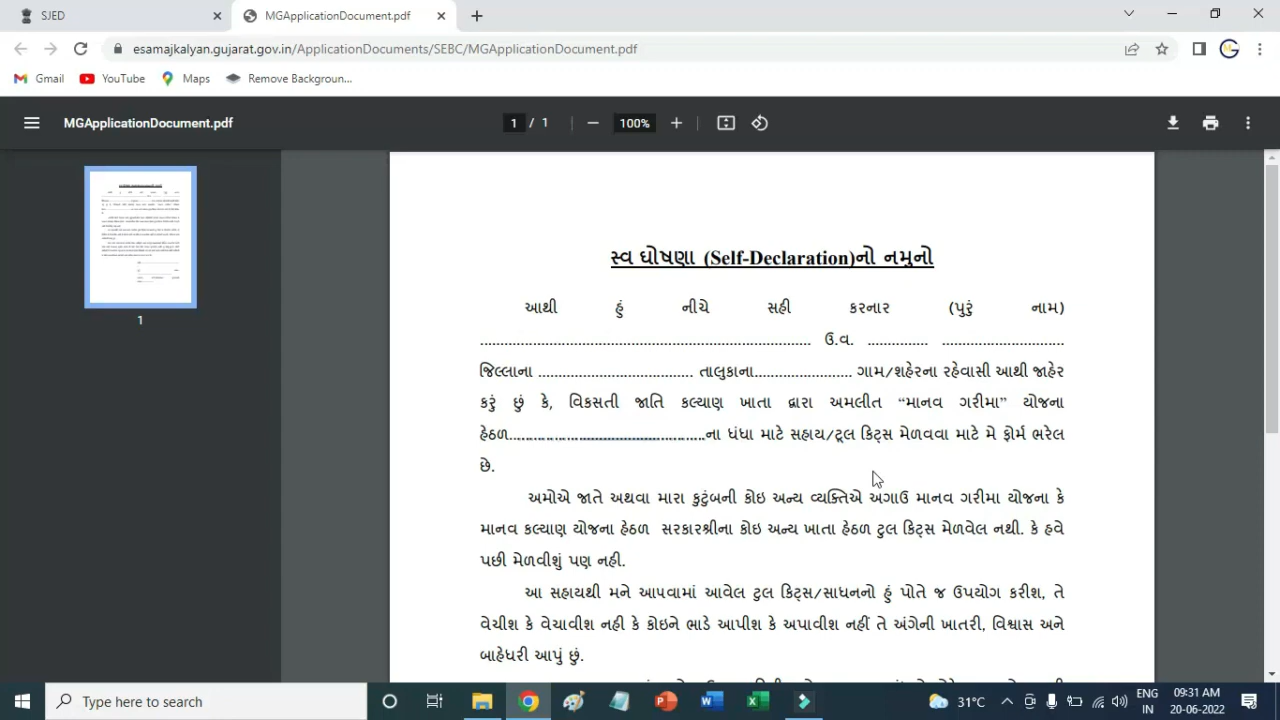 SJED
MGApplicationDocument.pdf
esamajkalyan.gujarat.gov.in/ApplicationDocuments/SEBC/MGApplicationDocument.pdf
Gmail YouTube Maps Remove Backgroun...
MGApplicationDocument.pdf 1 / 1 100%
1
સ્વ ઘોષણા (Self-Declaration)નો નમુનો
આથી હું નીચે સહી કરનાર (પુરું નામ)
.................................................................................. ઉ.વ. ............... ..............................
જિલ્લાના ...................................... તાલુકાના........................ ગામ/શહેરના રહેવાસી આથી જાહેર
કરું છું કે, વિકસતી જાતિ કલ્યાણ ખાતા દ્વારા અમલીત “માનવ ગરીમા” યોજના
હેઠળ.................................................ના ધંધા માટે સહાય/ટૂલ કિટ્સ મેળવવા માટે મે ફોર્મ ભરેલ
છે.
અમોએ જાતે અથવા મારા કુટુંબની કોઇ અન્ય વ્યક્તિએ અગાઉ માનવ ગરીમા યોજના કે
માનવ કલ્યાણ યોજના હેઠળ સરકારશ્રીના કોઇ અન્ય ખાતા હેઠળ ટુલ કિટ્સ મેળવેલ નથી. કે હવે
પછી મેળવીશું પણ નહી.
આ સહાયથી મને આપવામાં આવેલ ટુલ કિટ્સ/સાધનનો હું પોતે જ ઉપયોગ કરીશ, તે
વેચીશ કે વેચાવીશ નહી કે કોઇને ભાડે આપીશ કે અપાવીશ નહીં તે અંગેની ખાતરી, વિશ્વાસ અને
બાહેધરી આપું છું.
Type here to search
31°C
ENG
IN
09:31 AM
20-06-2022